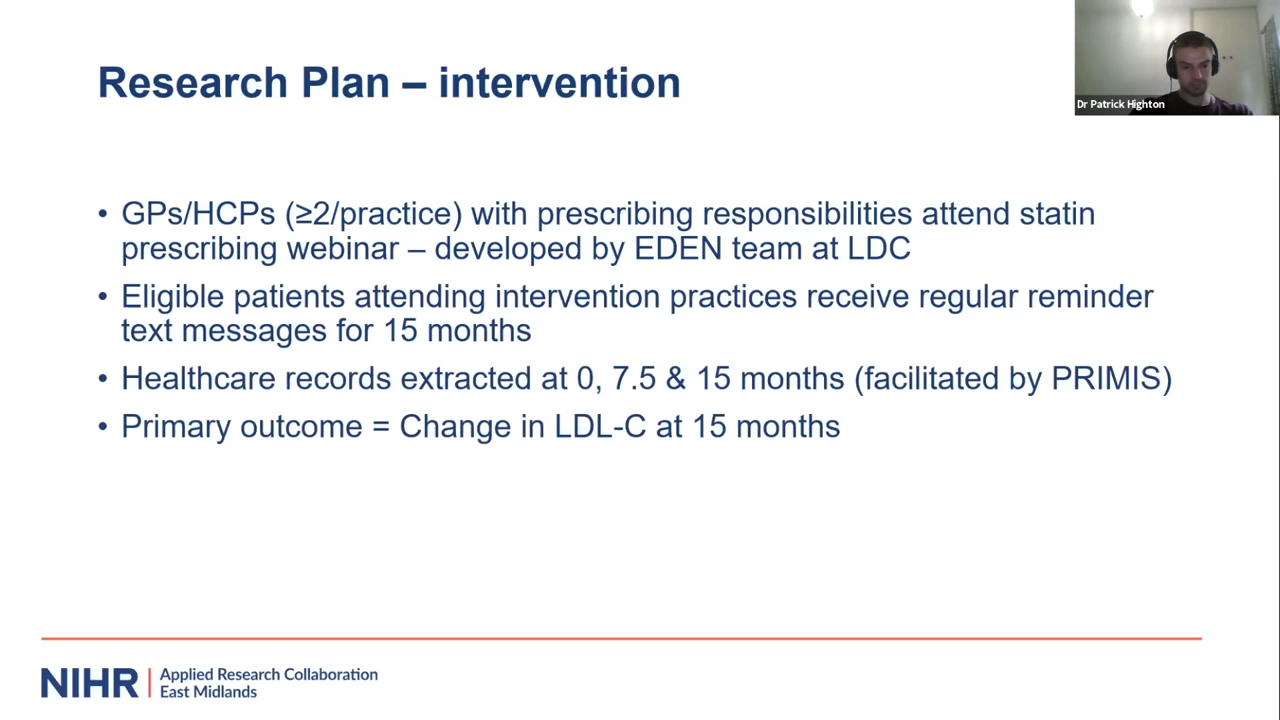 Research Plan – intervention
Dr Patrick Highton
• GPs/HCPs (≥2/practice) with prescribing responsibilities attend statin
prescribing webinar – developed by EDEN team at LDC
• Eligible patients attending intervention practices receive regular reminder
text messages for 15 months
• Healthcare records extracted at 0, 7.5 & 15 months (facilitated by PRIMIS)
• Primary outcome = Change in LDL-C at 15 months
NIHR | Applied Research Collaboration
East Midlands